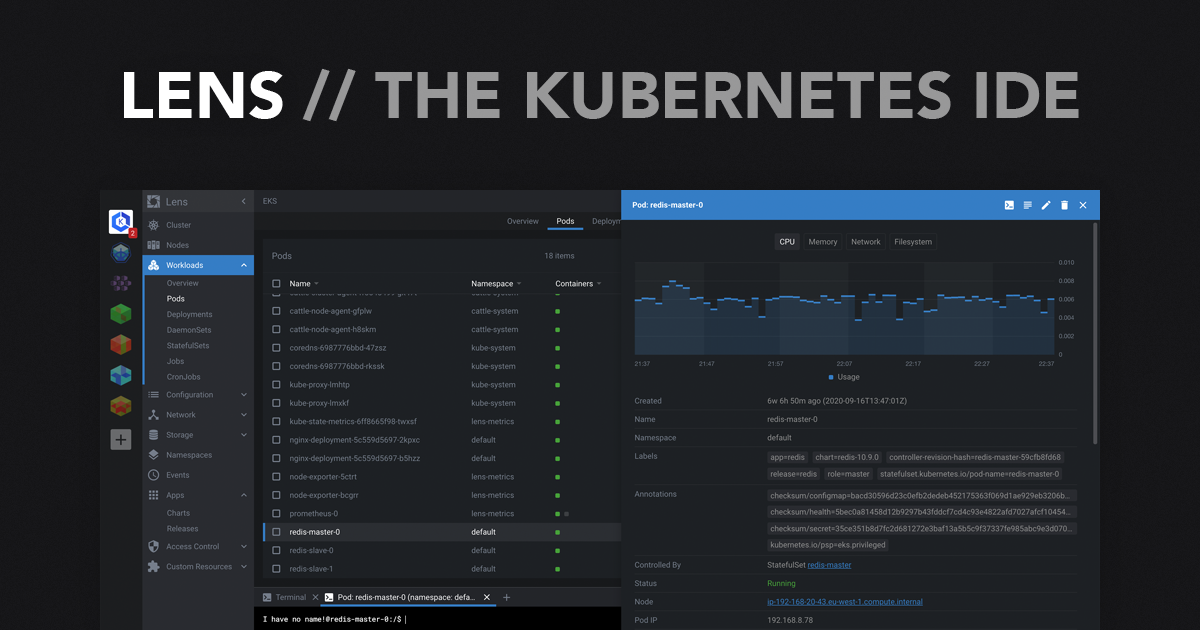 LENS // THE KUBERNETES IDE
2
Lens
Cluster
Nodes
Workloads
Overview
Pods
Deployments
DaemonSets
StatefulSets
Jobs
CronJobs
Configuration
Network
Storage
Namespaces
Events
Apps
Charts
Releases
Access Control
Custom Resources
EKS
Overview Pods Deploym
Pods 18 items
Name Namespace Containers
cattle-node-agent-gfplw cattle-system
cattle-node-agent-h8skm cattle-system
coredns-6987776bbd-47zsz kube-system
coredns-6987776bbd-rkssk kube-system
kube-proxy-lmhtp kube-system
kube-proxy-lmxkf kube-system
kube-state-metrics-6ff8665f98-twxsf lens-metrics
nginx-deployment-5c559d5697-2kpxc default
nginx-deployment-5c559d5697-b5hzz default
node-exporter-5ctrt lens-metrics
node-exporter-bcgrr lens-metrics
prometheus-0 lens-metrics
redis-master-0 default
redis-slave-0 default
redis-slave-1 default
Terminal Pod: redis-master-0 (namespace: defa...
I have no name!@redis-master-0:/$
Pod: redis-master-0
CPU Memory Network Filesystem
0.010
0.008
0.006
0.004
0.002
0
21:37 21:47 21:57 22:07 22:17 22:27 22:37
Usage
Created 6w 6h 50m ago (2020-09-16T13:47:01Z)
Name redis-master-0
Namespace default
Labels app=redis chart=redis-10.9.0 controller-revision-hash=redis-master-59cfb8fd68
release=redis role=master statefulset.kubernetes.io/pod-name=redis-master-0
Annotations checksum/configmap=bacd30596d23c0efb2dedeb452175363f069d1ae929eb3206b...
checksum/health=5bec0a81458d12b9297b43fddcf7cd4c93e4822afd7027afcf10454...
checksum/secret=35ce351b8d7fc2d681272e3baf13a5b5c9f37337fe985abc9e3d070...
kubernetes.io/psp=eks.privileged
Controlled By StatefulSet redis-master
Status Running
Node ip-192-168-20-43.eu-west-1.compute.internal
Pod IP 192.168.8.78